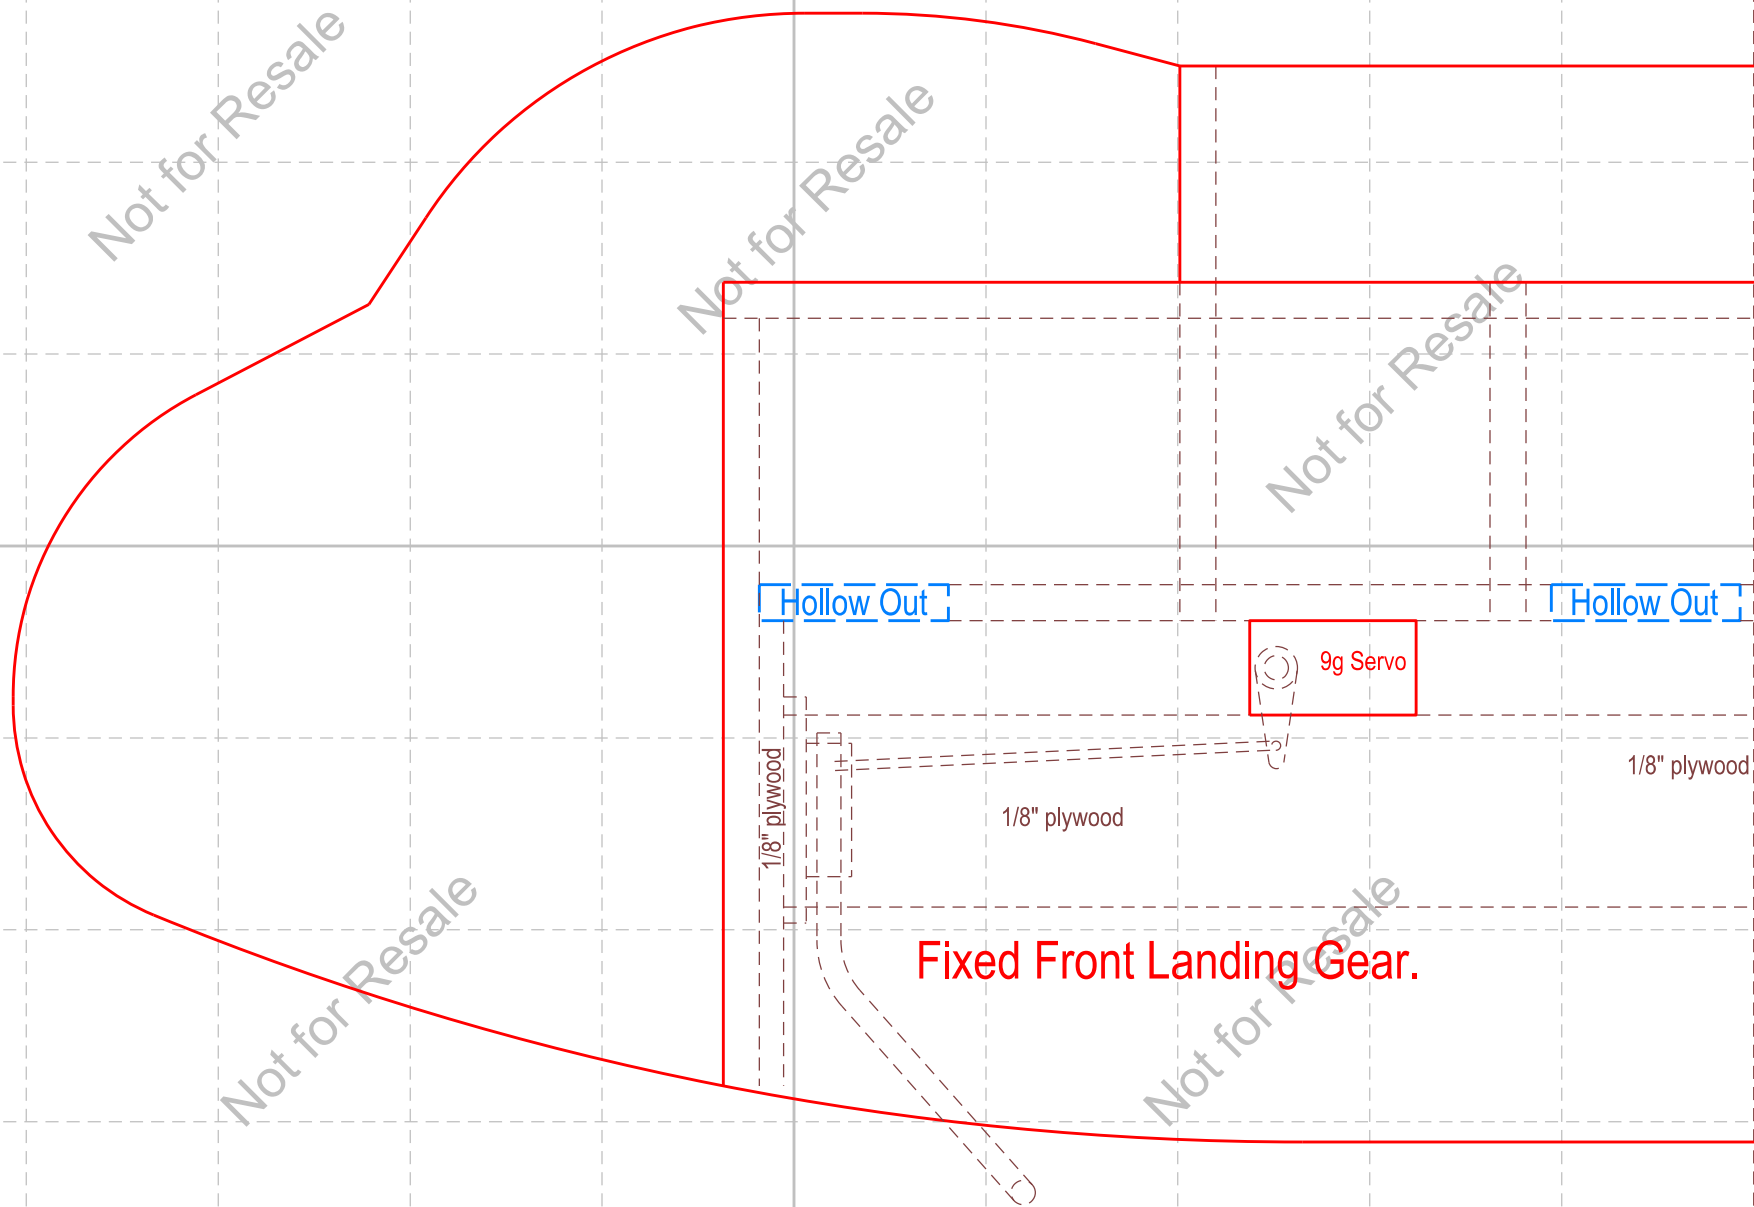 Not for Resale
Not for Resale
Not for Resale
Hollow Out
Hollow Out
9g Servo
1/8" plywood
1/8" plywood
1/8" plywood
Fixed Front Landing Gear.
Not for Resale
Not for Resale